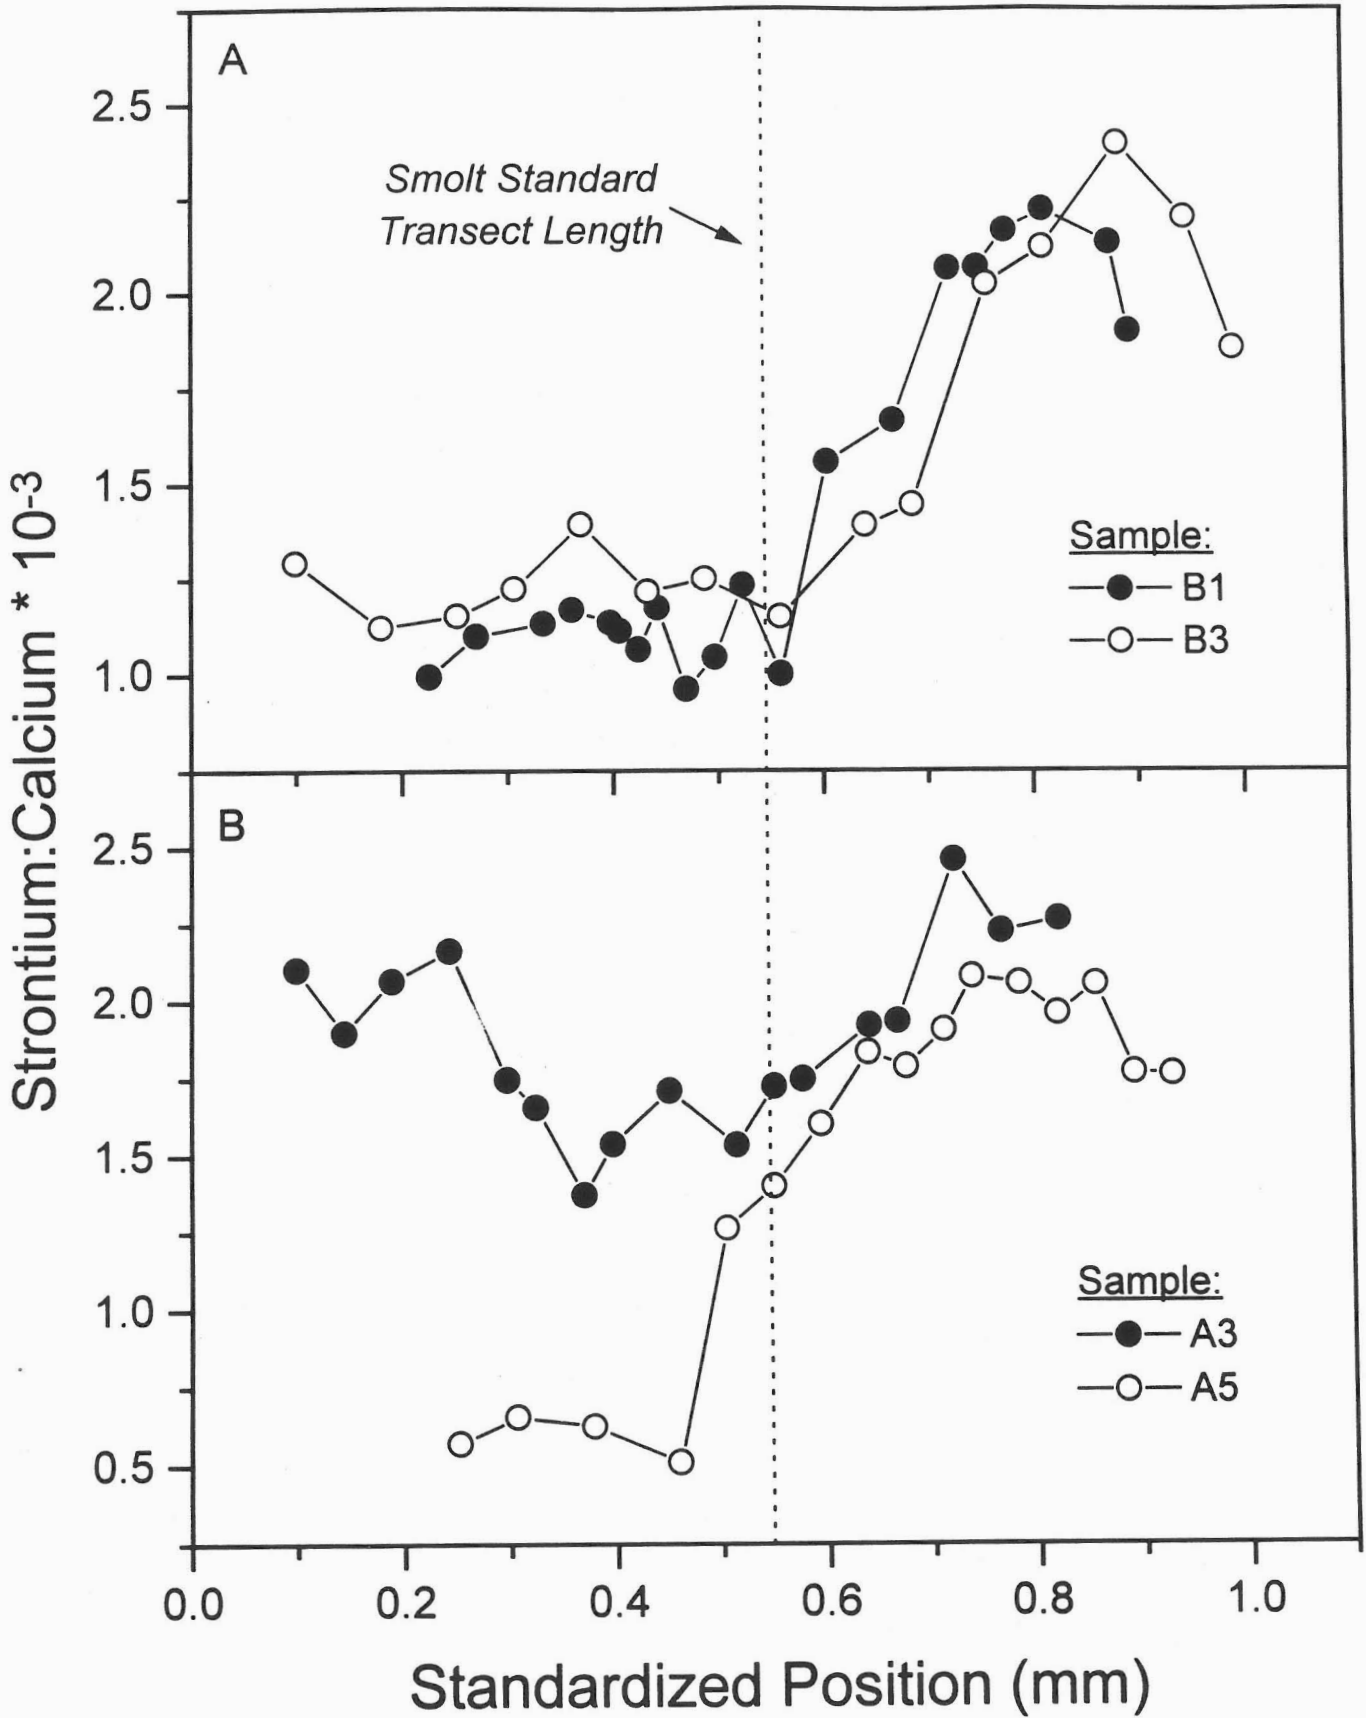 A
2.5
Smolt Standard
Transect Length
2.0
1.5
Sample:
B1
B3
1.0
Strontium:Calcium * 10-3
B
2.5
2.0
1.5
Sample:
A3
A5
1.0
0.5
0.0 0.2 0.4 0.6 0.8 1.0
Standardized Position (mm)